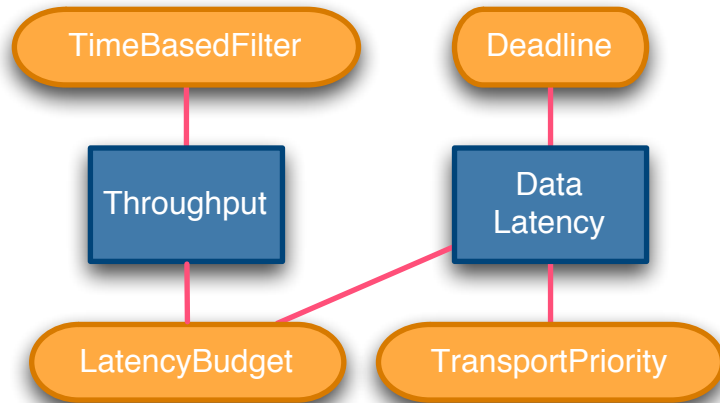 TimeBasedFilter
Deadline
Throughput
Data
Latency
LatencyBudget
TransportPriority